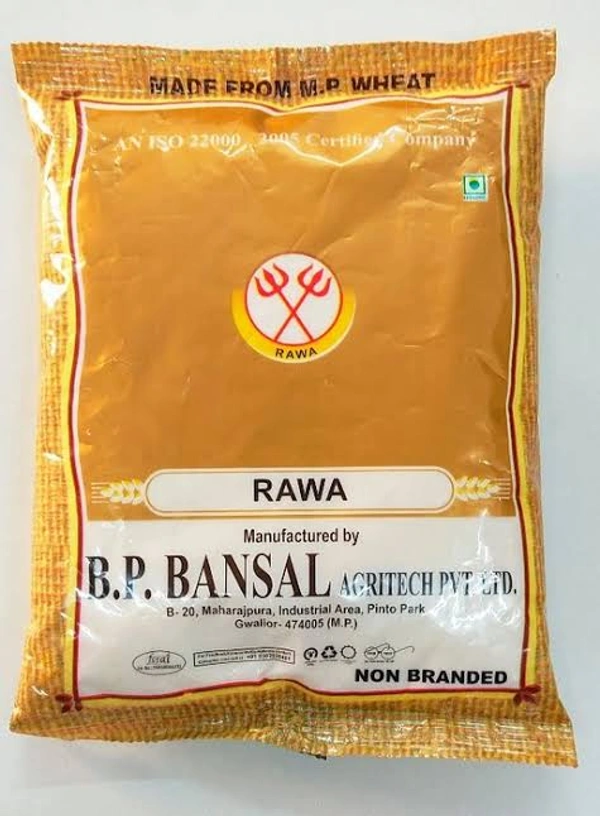 MADE FROM M.P. WHEAT
AN ISO 22000 2005 Certified Company
RAWA
RAWA
Manufactured by
B.P. BANSAL AGRITECH PVT LTD.
B- 20, Maharajpura, Industrial Area, Pinto Park
Gwalior- 474005 (M.P.)
fssai
NON BRANDED